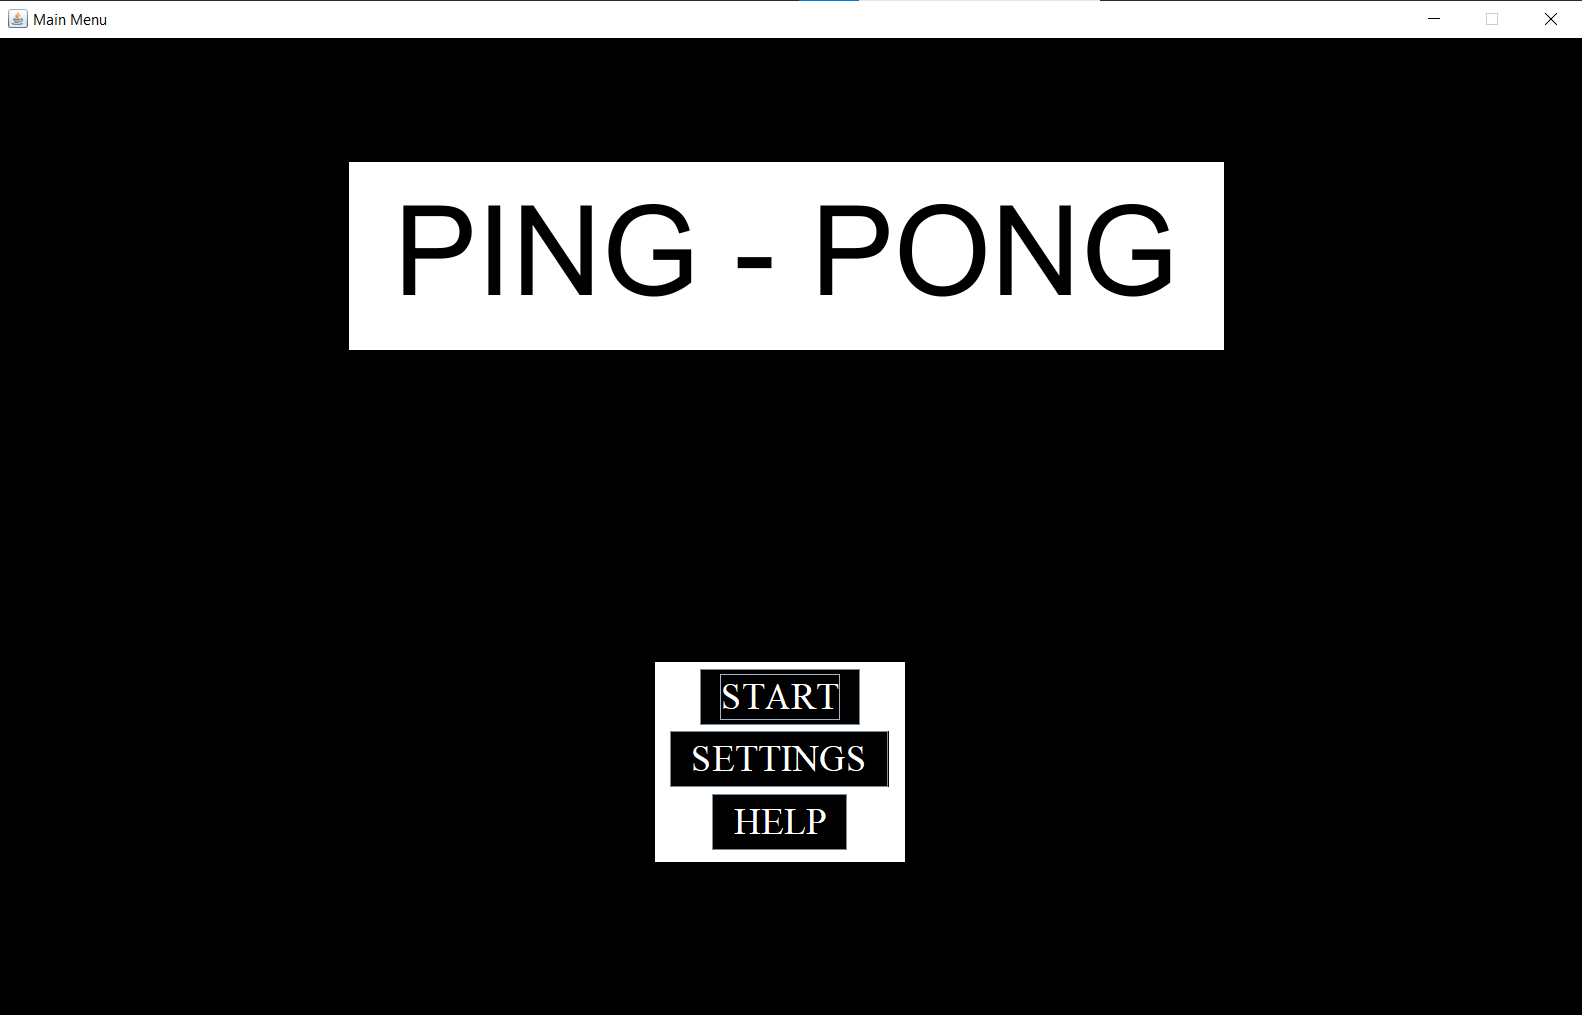 Main Menu
PING - PONG
START
SETTINGS
HELP